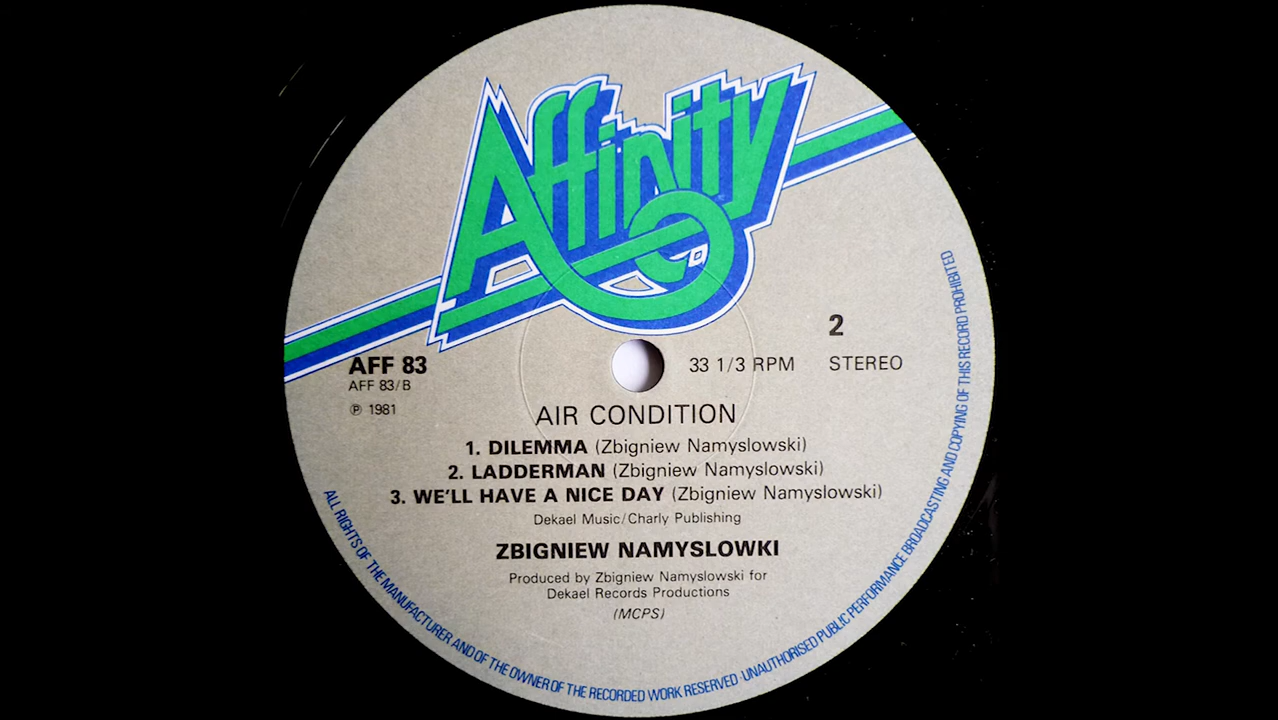 Affinity
2
AFF 83
33 1/3 RPM
STEREO
AFF 83/B
℗ 1981
AIR CONDITION
1. DILEMMA (Zbigniew Namyslowski)
2. LADDERMAN (Zbigniew Namyslowski)
3. WE'LL HAVE A NICE DAY (Zbigniew Namyslowski)
Dekael Music/Charly Publishing
ZBIGNIEW NAMYSLOWKI
Produced by Zbigniew Namyslowski for
Dekael Records Productions
(MCPS)
ALL RIGHTS OF THE MANUFACTURER AND OF THE OWNER OF THE RECORDED WORK RESERVED · UNAUTHORISED PUBLIC PERFORMANCE BROADCASTING AND COPYING OF THIS RECORD PROHIBITED